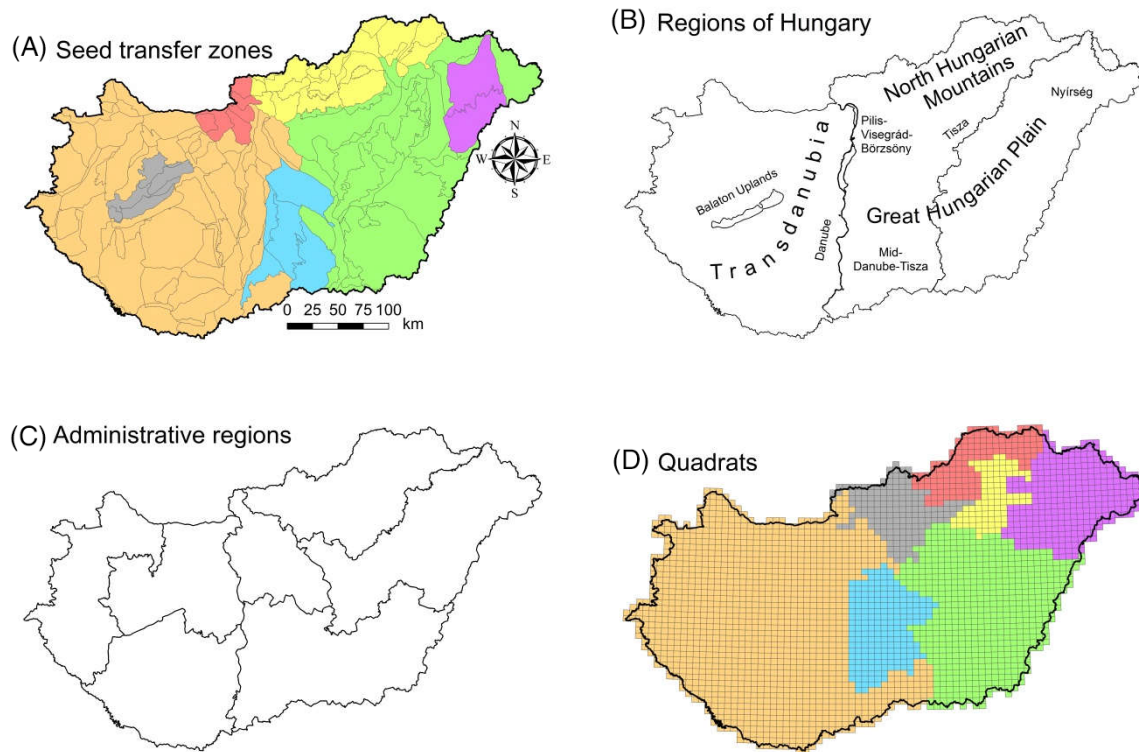 (A) Seed transfer zones
N
W E
S
0 25 50 75 100
km
(B) Regions of Hungary
North Hungarian
Mountains
Nyírség
Pilis-
Visegrád-
Börzsöny
Tisza
Transdanubia
Balaton Uplands
Danube
Great Hungarian Plain
Mid-
Danube-Tisza
(C) Administrative regions
(D) Quadrats